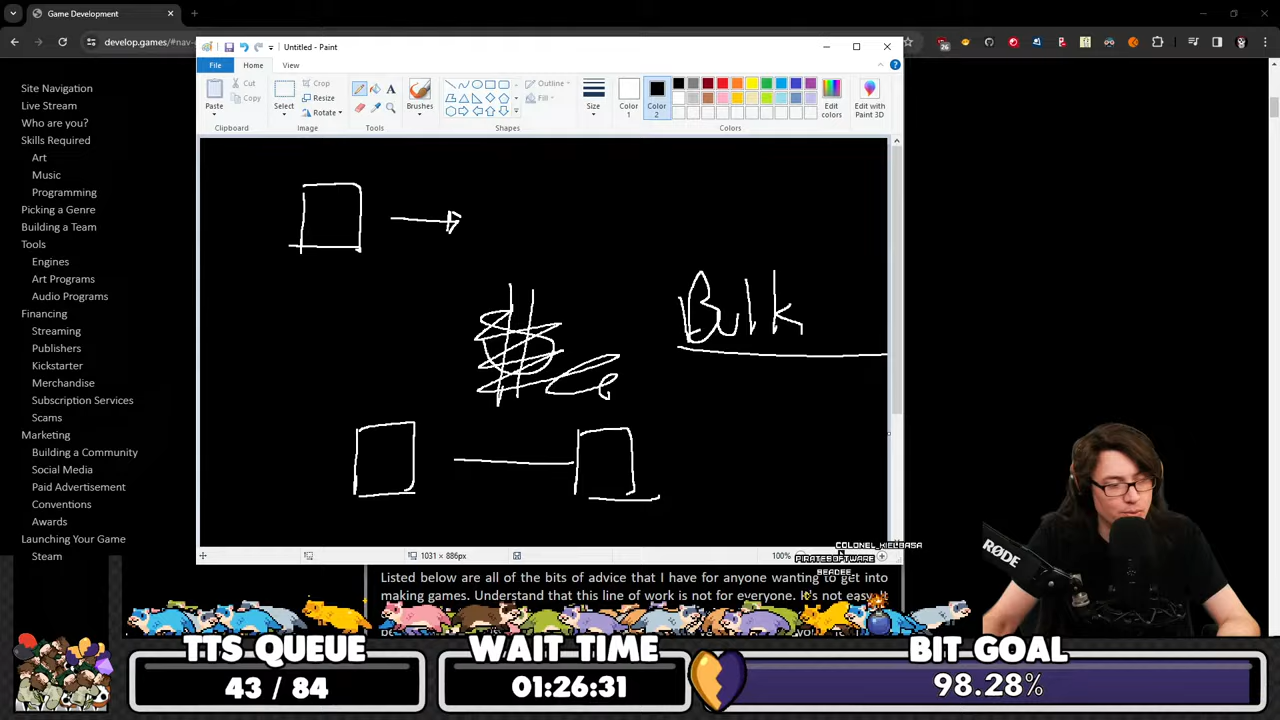 Game Development
develop.games/#nav-
Untitled - Paint
File
Home
View
Paste
Cut
Copy
Clipboard
Select
Crop
Resize
Rotate
Image
Tools
Brushes
Shapes
Outline
Fill
Size
Color
1
Color
2
Colors
Edit
colors
Edit with
Paint 3D
Site Navigation
Live Stream
Who are you?
Skills Required
Art
Music
Programming
Picking a Genre
Building a Team
Tools
Engines
Art Programs
Audio Programs
Financing
Streaming
Publishers
Kickstarter
Merchandise
Subscription Services
Scams
Marketing
Building a Community
Social Media
Paid Advertisement
Conventions
Awards
Launching Your Game
Steam
Bulk
1031 × 886px
100%
COLONEL_KIELBASA
PIRATESOFTWARE
BEADEE_
RØDE
Listed below are all of the bits of advice that I have for anyone wanting to get into
making games. Understand that this line of work is not for everyone. It's not easy. It
TTS QUEUE
43 / 84
WAIT TIME
01:26:31
BIT GOAL
98.28%